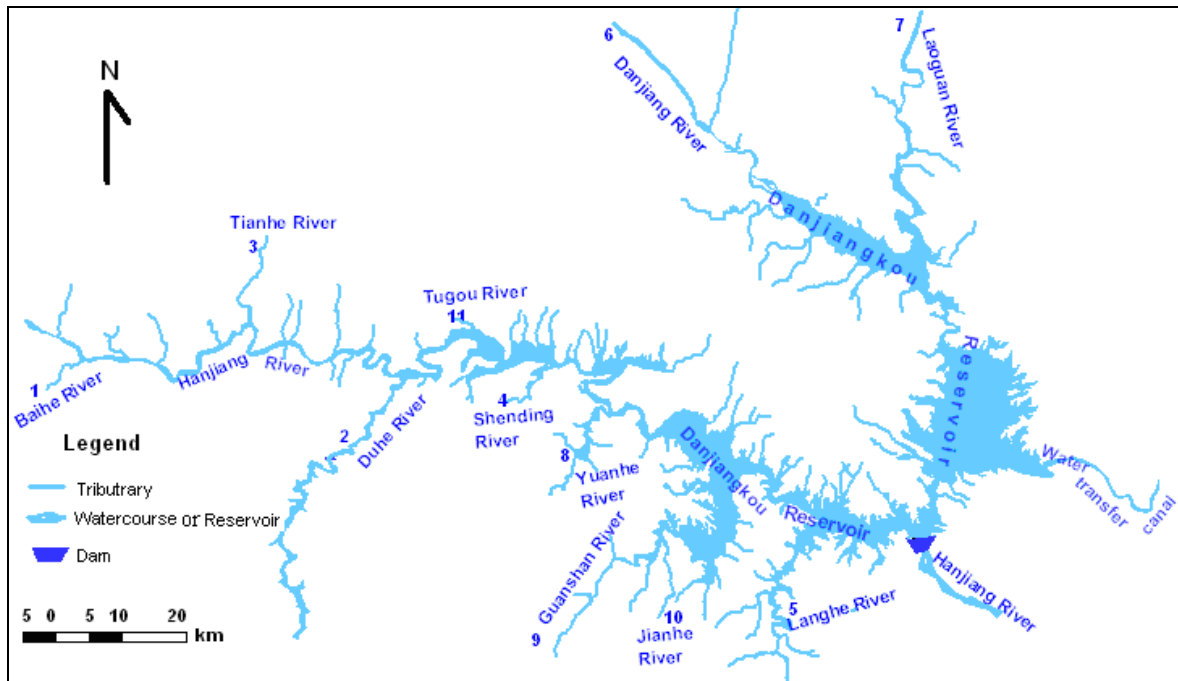 6
7
N
Danjiang River
Laoguan River
Tianhe River
3
Danjiangkou
Tugou River
11
Reservoir
1
Baihe River
Hanjiang River
4
Shending
River
2
Duhe River
Legend
8
Yuanhe
River
Danjiangkou
Reservoir
Water
transfer
canal
Tributrary
Watercourse or Reservoir
Dam
Guanshan River
9
10
Jianhe
River
5
Langhe River
Hanjiang River
5 0 5 10 20
km